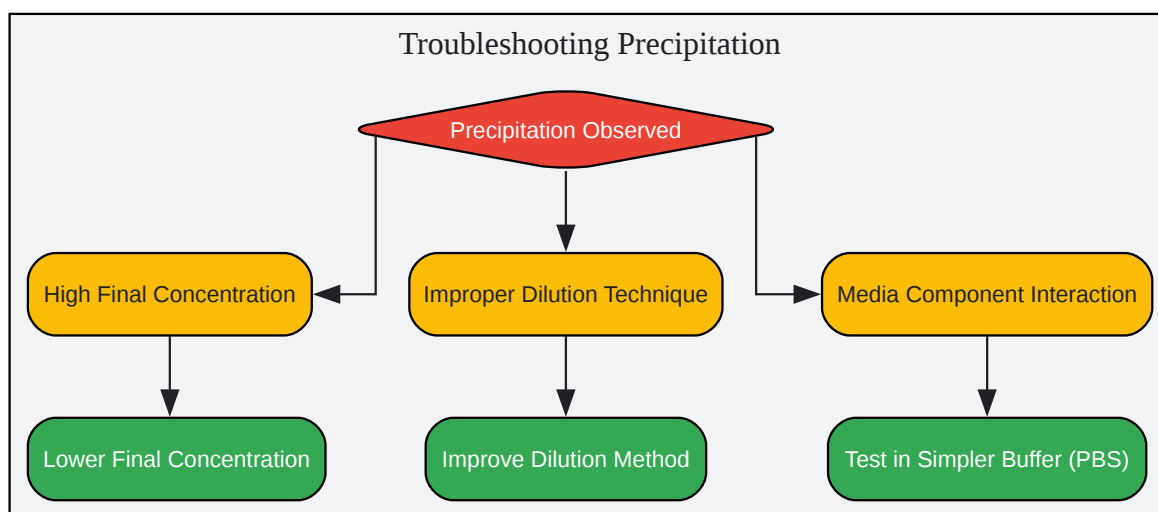 Troubleshooting Precipitation
Precipitation Observed
High Final Concentration
Improper Dilution Technique
Media Component Interaction
Lower Final Concentration
Improve Dilution Method
Test in Simpler Buffer (PBS)